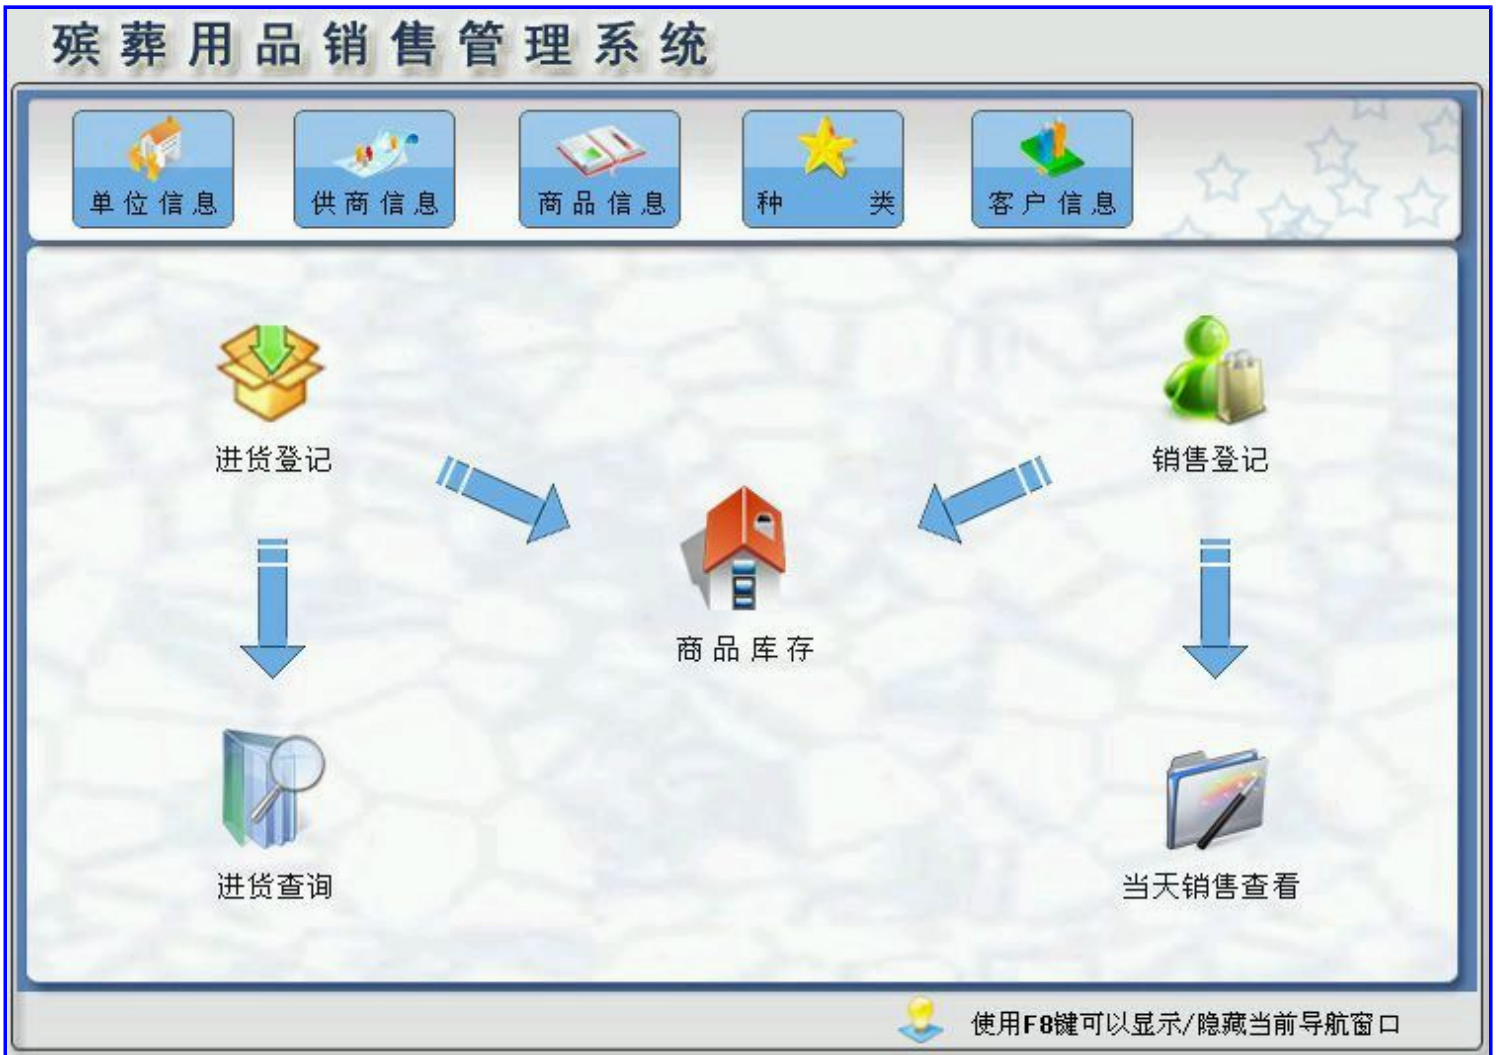 殡葬用品销售管理系统
单位信息 供商信息 商品信息 种 类 客户信息
进货登记 销售登记
商品库存
进货查询 当天销售查看
使用F8键可以显示/隐藏当前导航窗口